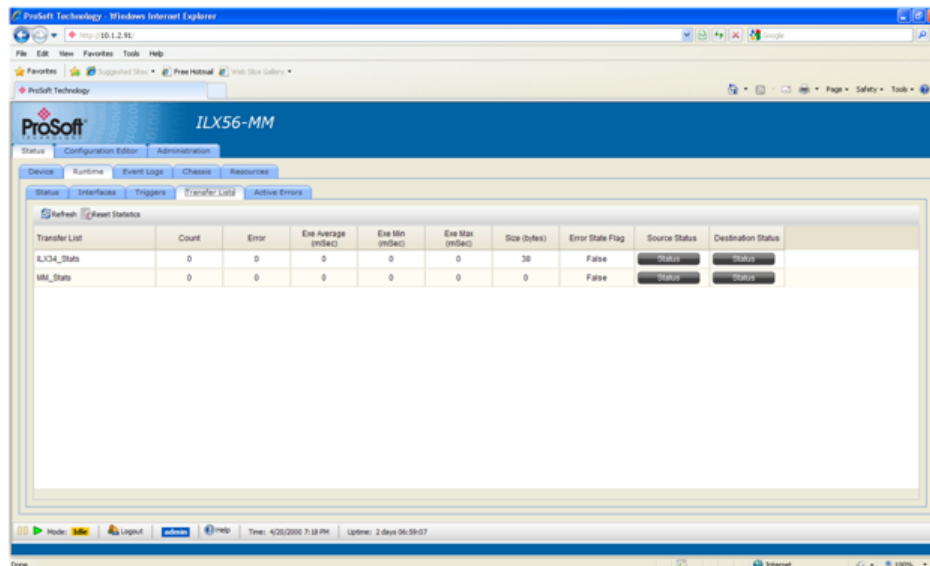 ProSoft Technology - Windows Internet Explorer
http://10.1.2.91/
Google
File Edit View Favorites Tools Help
Favorites Suggested Sites Free Hotmail Web Slice Gallery
ProSoft Technology
Page Safety Tools
ProSoft
TECHNOLOGY
ILX56-MM
Status Configuration Editor Administration
Device Runtime Event Logs Chassis Resources
Status Interfaces Triggers Transfer Lists Active Errors
Refresh Reset Statistics
Transfer List Count Error Exe Average (mSec) Exe Min (mSec) Exe Max (mSec) Size (bytes) Error State Flag Source Status Destination Status
ILX34_Stats 0 0 0 0 0 38 False Status Status
MM_Stats 0 0 0 0 0 0 False Status Status
Mode: Idle Logout admin Help Time: 4/20/2000 7:18 PM Uptime: 2 days 06:59:07
Done Internet 100%